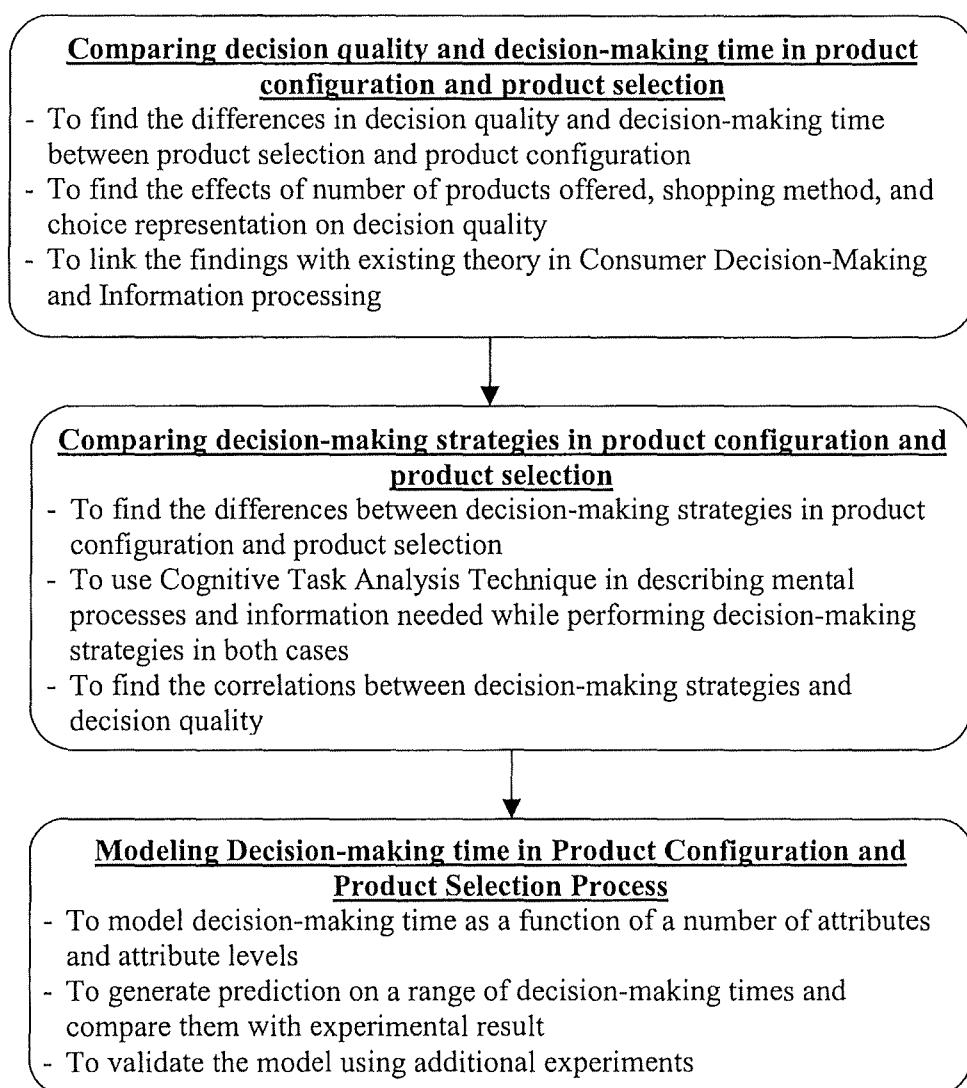 Comparing decision quality and decision-making time in product
configuration and product selection
- To find the differences in decision quality and decision-making time
between product selection and product configuration
- To find the effects of number of products offered, shopping method, and
choice representation on decision quality
- To link the findings with existing theory in Consumer Decision-Making
and Information processing
Comparing decision-making strategies in product configuration and
product selection
- To find the differences between decision-making strategies in product
configuration and product selection
- To use Cognitive Task Analysis Technique in describing mental
processes and information needed while performing decision-making
strategies in both cases
- To find the correlations between decision-making strategies and
decision quality
Modeling Decision-making time in Product Configuration and
Product Selection Process
- To model decision-making time as a function of a number of attributes
and attribute levels
- To generate prediction on a range of decision-making times and
compare them with experimental result
- To validate the model using additional experiments